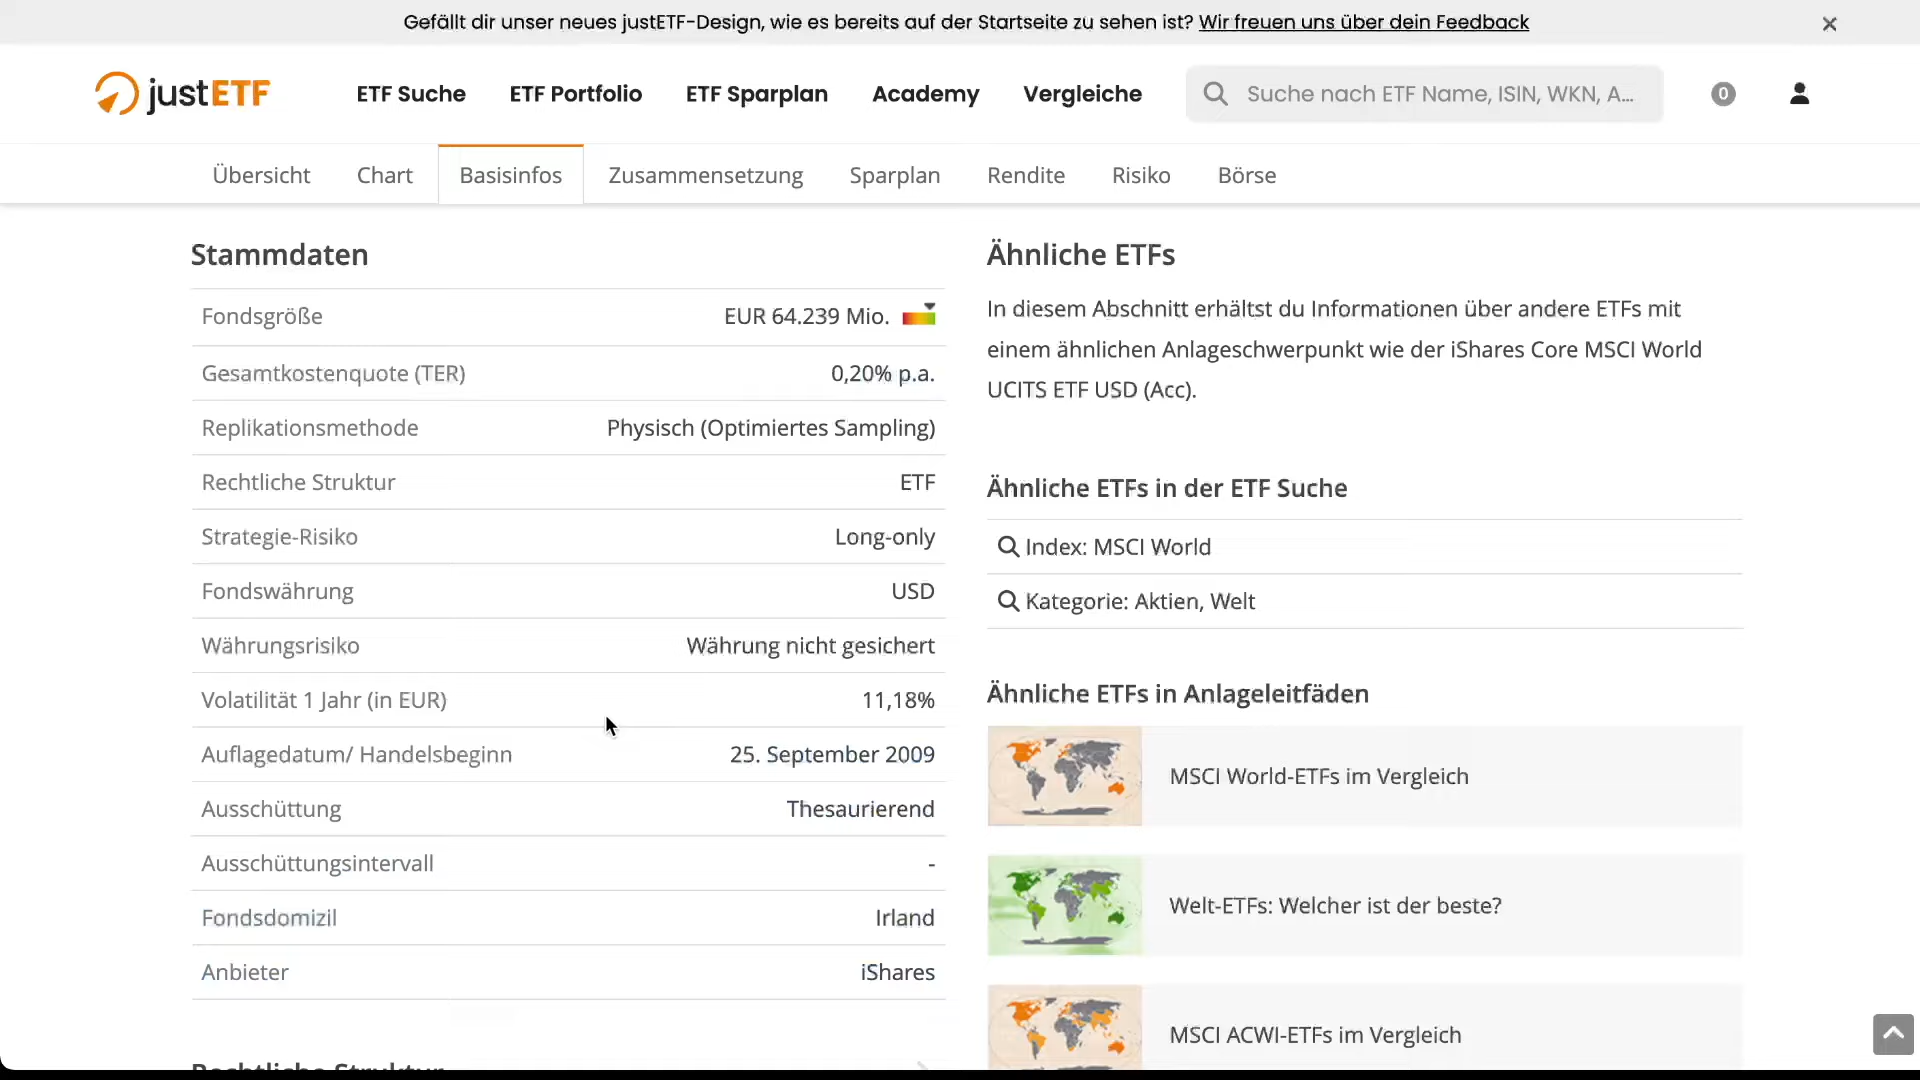 Gefällt dir unser neues justETF-Design, wie es bereits auf der Startseite zu sehen ist? Wir freuen uns über dein Feedback
justETF
ETF Suche
ETF Portfolio
ETF Sparplan
Academy
Vergleiche
Suche nach ETF Name, ISIN, WKN, A...
0
Übersicht
Chart
Basisinfos
Zusammensetzung
Sparplan
Rendite
Risiko
Börse
Stammdaten
Fondsgröße EUR 64.239 Mio.
Gesamtkostenquote (TER) 0,20% p.a.
Replikationsmethode Physisch (Optimiertes Sampling)
Rechtliche Struktur ETF
Strategie-Risiko Long-only
Fondswährung USD
Währungsrisiko Währung nicht gesichert
Volatilität 1 Jahr (in EUR) 11,18%
Auflagedatum/ Handelsbeginn 25. September 2009
Ausschüttung Thesaurierend
Ausschüttungsintervall -
Fondsdomizil Irland
Anbieter iShares
Rechtliche Struktur
Ähnliche ETFs
In diesem Abschnitt erhältst du Informationen über andere ETFs mit
einem ähnlichen Anlageschwerpunkt wie der iShares Core MSCI World
UCITS ETF USD (Acc).
Ähnliche ETFs in der ETF Suche
Index: MSCI World
Kategorie: Aktien, Welt
Ähnliche ETFs in Anlageleitfäden
MSCI World-ETFs im Vergleich
Welt-ETFs: Welcher ist der beste?
MSCI ACWI-ETFs im Vergleich